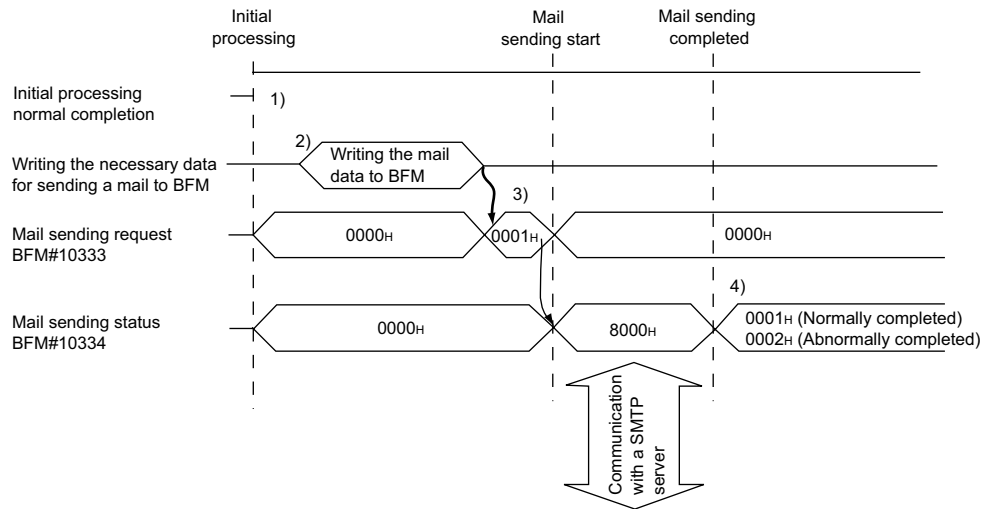 Initial
processing
Mail
sending start
Mail sending
completed
Initial processing
normal completion
1)
Writing the necessary data
for sending a mail to BFM
2)
Writing the mail
data to BFM
3)
Mail sending request
BFM#10333
0000H
0001H
0000H
4)
Mail sending status
BFM#10334
0000H
8000H
0001H (Normally completed)
0002H (Abnormally completed)
Communication
with a SMTP
server